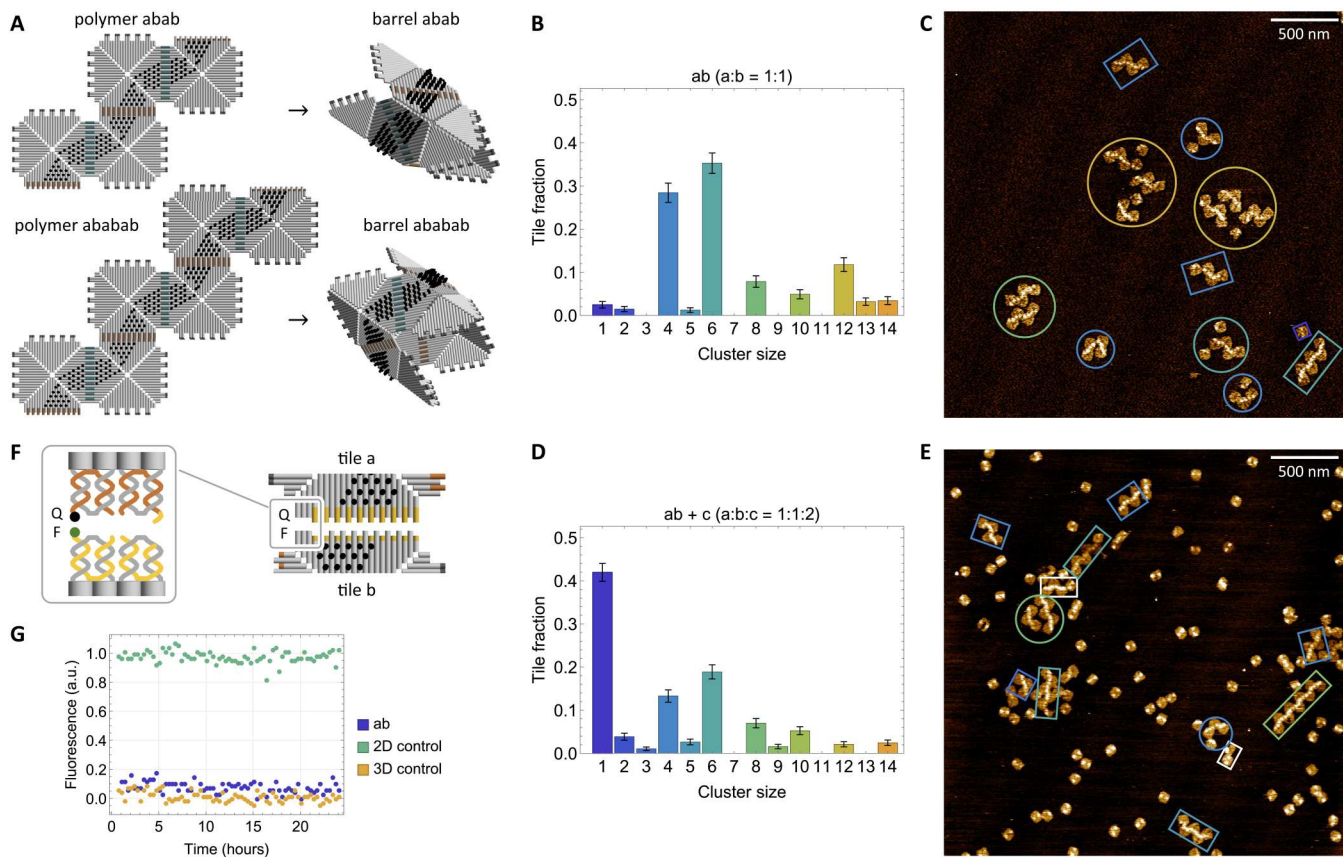 A
polymer abab
barrel abab
→
polymer ababab
barrel ababab
→
B
ab (a:b = 1:1)
Tile fraction
0.5
0.4
0.3
0.2
0.1
0.0
1 2 3 4 5 6 7 8 9 10 11 12 13 14
Cluster size
C
500 nm
F
Q
F
tile a
Q
F
tile b
G
Fluorescence (a.u.)
1.0
0.8
0.6
0.4
0.2
0.0
0 5 10 15 20
Time (hours)
ab
2D control
3D control
D
ab + c (a:b:c = 1:1:2)
Tile fraction
0.5
0.4
0.3
0.2
0.1
0.0
1 2 3 4 5 6 7 8 9 10 11 12 13 14
Cluster size
E
500 nm